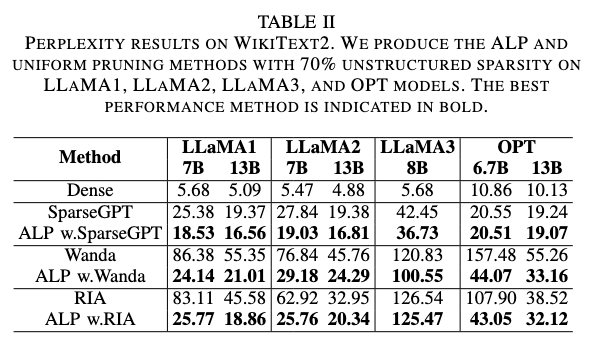 TABLE II
PERPLEXITY RESULTS ON WIKITEXT2. WE PRODUCE THE ALP AND
UNIFORM PRUNING METHODS WITH 70% UNSTRUCTURED SPARSITY ON
LLAMA1, LLAMA2, LLAMA3, AND OPT MODELS. THE BEST
PERFORMANCE METHOD IS INDICATED IN BOLD.
Method LLaMA1 LLaMA2 LLaMA3 OPT
7B 13B 7B 13B 8B 6.7B 13B
Dense 5.68 5.09 5.47 4.88 5.68 10.86 10.13
SparseGPT 25.38 19.37 27.84 19.38 42.45 20.55 19.24
ALP w.SparseGPT 18.53 16.56 19.03 16.81 36.73 20.51 19.07
Wanda 86.38 55.35 76.84 45.76 120.83 157.48 55.26
ALP w.Wanda 24.14 21.01 29.18 24.29 100.55 44.07 33.16
RIA 83.11 45.58 62.92 32.95 126.54 107.90 38.52
ALP w.RIA 25.77 18.86 25.76 20.34 125.47 43.05 32.12